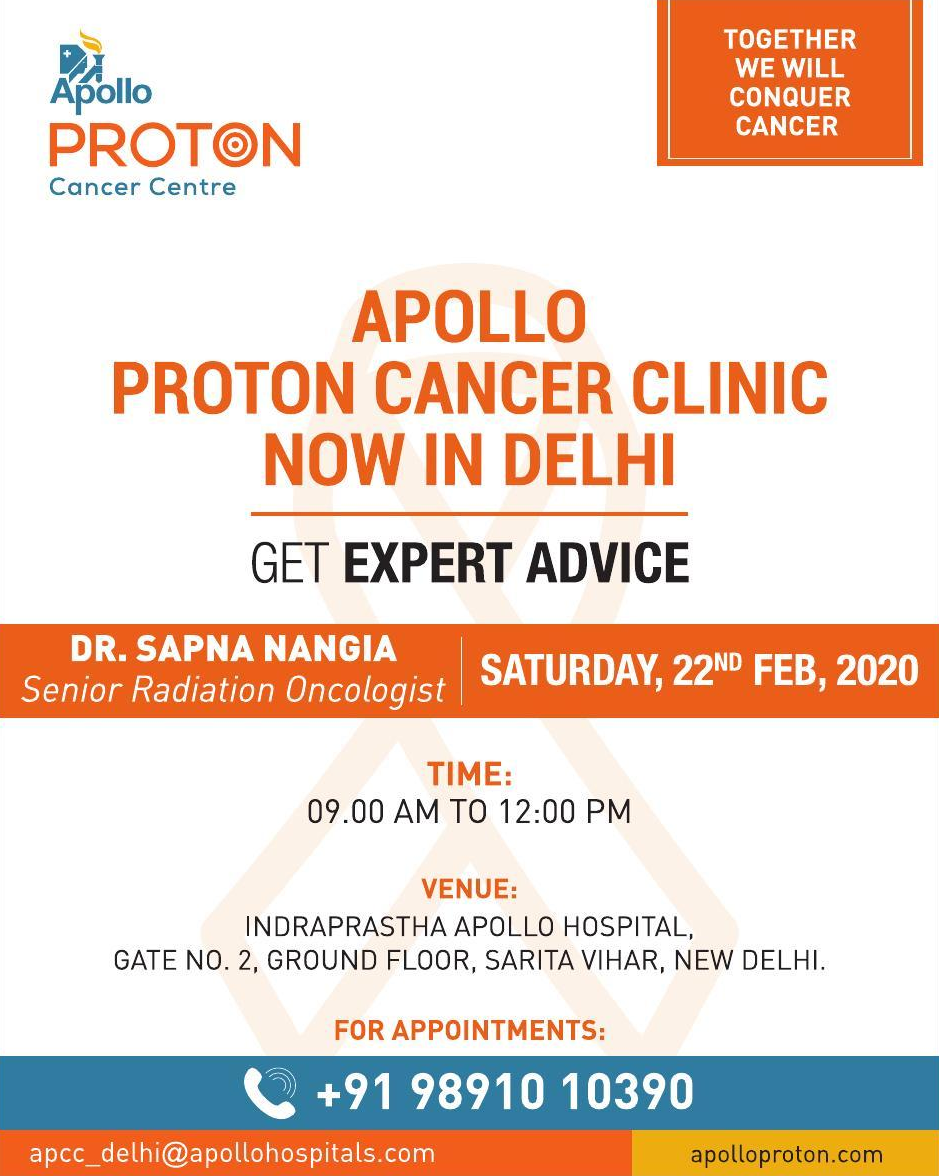 Apollo
PROTON
Cancer Centre
TOGETHER
WE WILL
CONQUER
CANCER
APOLLO
PROTON CANCER CLINIC
NOW IN DELHI
GET EXPERT ADVICE
DR. SAPNA NANGIA
Senior Radiation Oncologist
SATURDAY, 22ND FEB, 2020
TIME:
09.00 AM TO 12:00 PM
VENUE:
INDRAPRASTHA APOLLO HOSPITAL,
GATE NO. 2, GROUND FLOOR, SARITA VIHAR, NEW DELHI.
FOR APPOINTMENTS:
+91 98910 10390
apcc_delhi@apollohospitals.com
apolloproton.com